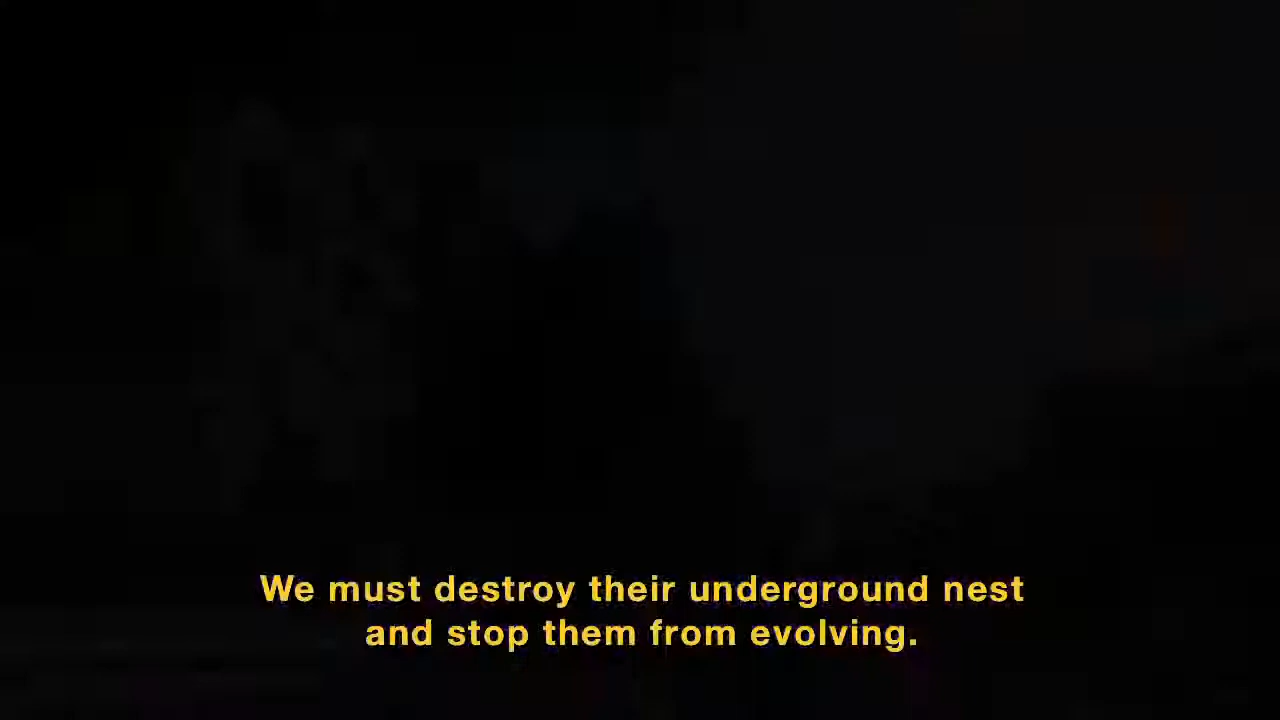 We must destroy their underground nest
and stop them from evolving.